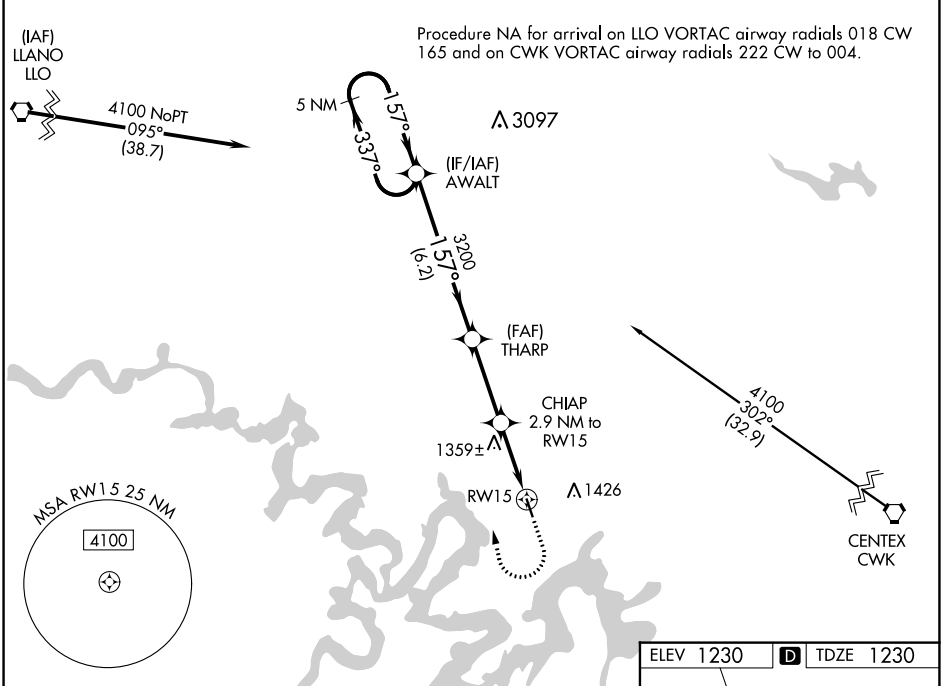 Procedure NA for arrival on LLO VORTAC airway radials 018 CW
165 and on CWK VORTAC airway radials 222 CW to 004.
(IAF)
LLANO
LLO
4100 NoPT
095°
(38.7)
5 NM
157°
337°
3097
(IF/IAF)
AWALT
3200
157°
(6.2)
(FAF)
THARP
CHIAP
2.9 NM to
RW15
1359±
RW15
1426
4100
302°
(32.9)
CENTEX
CWK
MSA RW15 25 NM
4100
ELEV 1230 D TDZE 1230